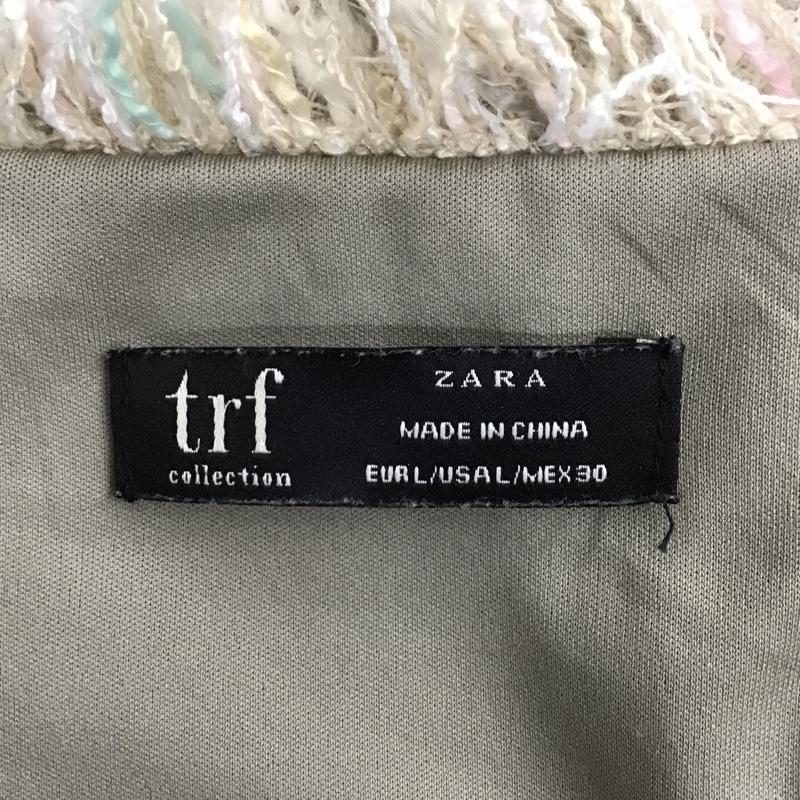 trf
collection
ZARA
MADE IN CHINA
EUR L/USA L/MEX 30